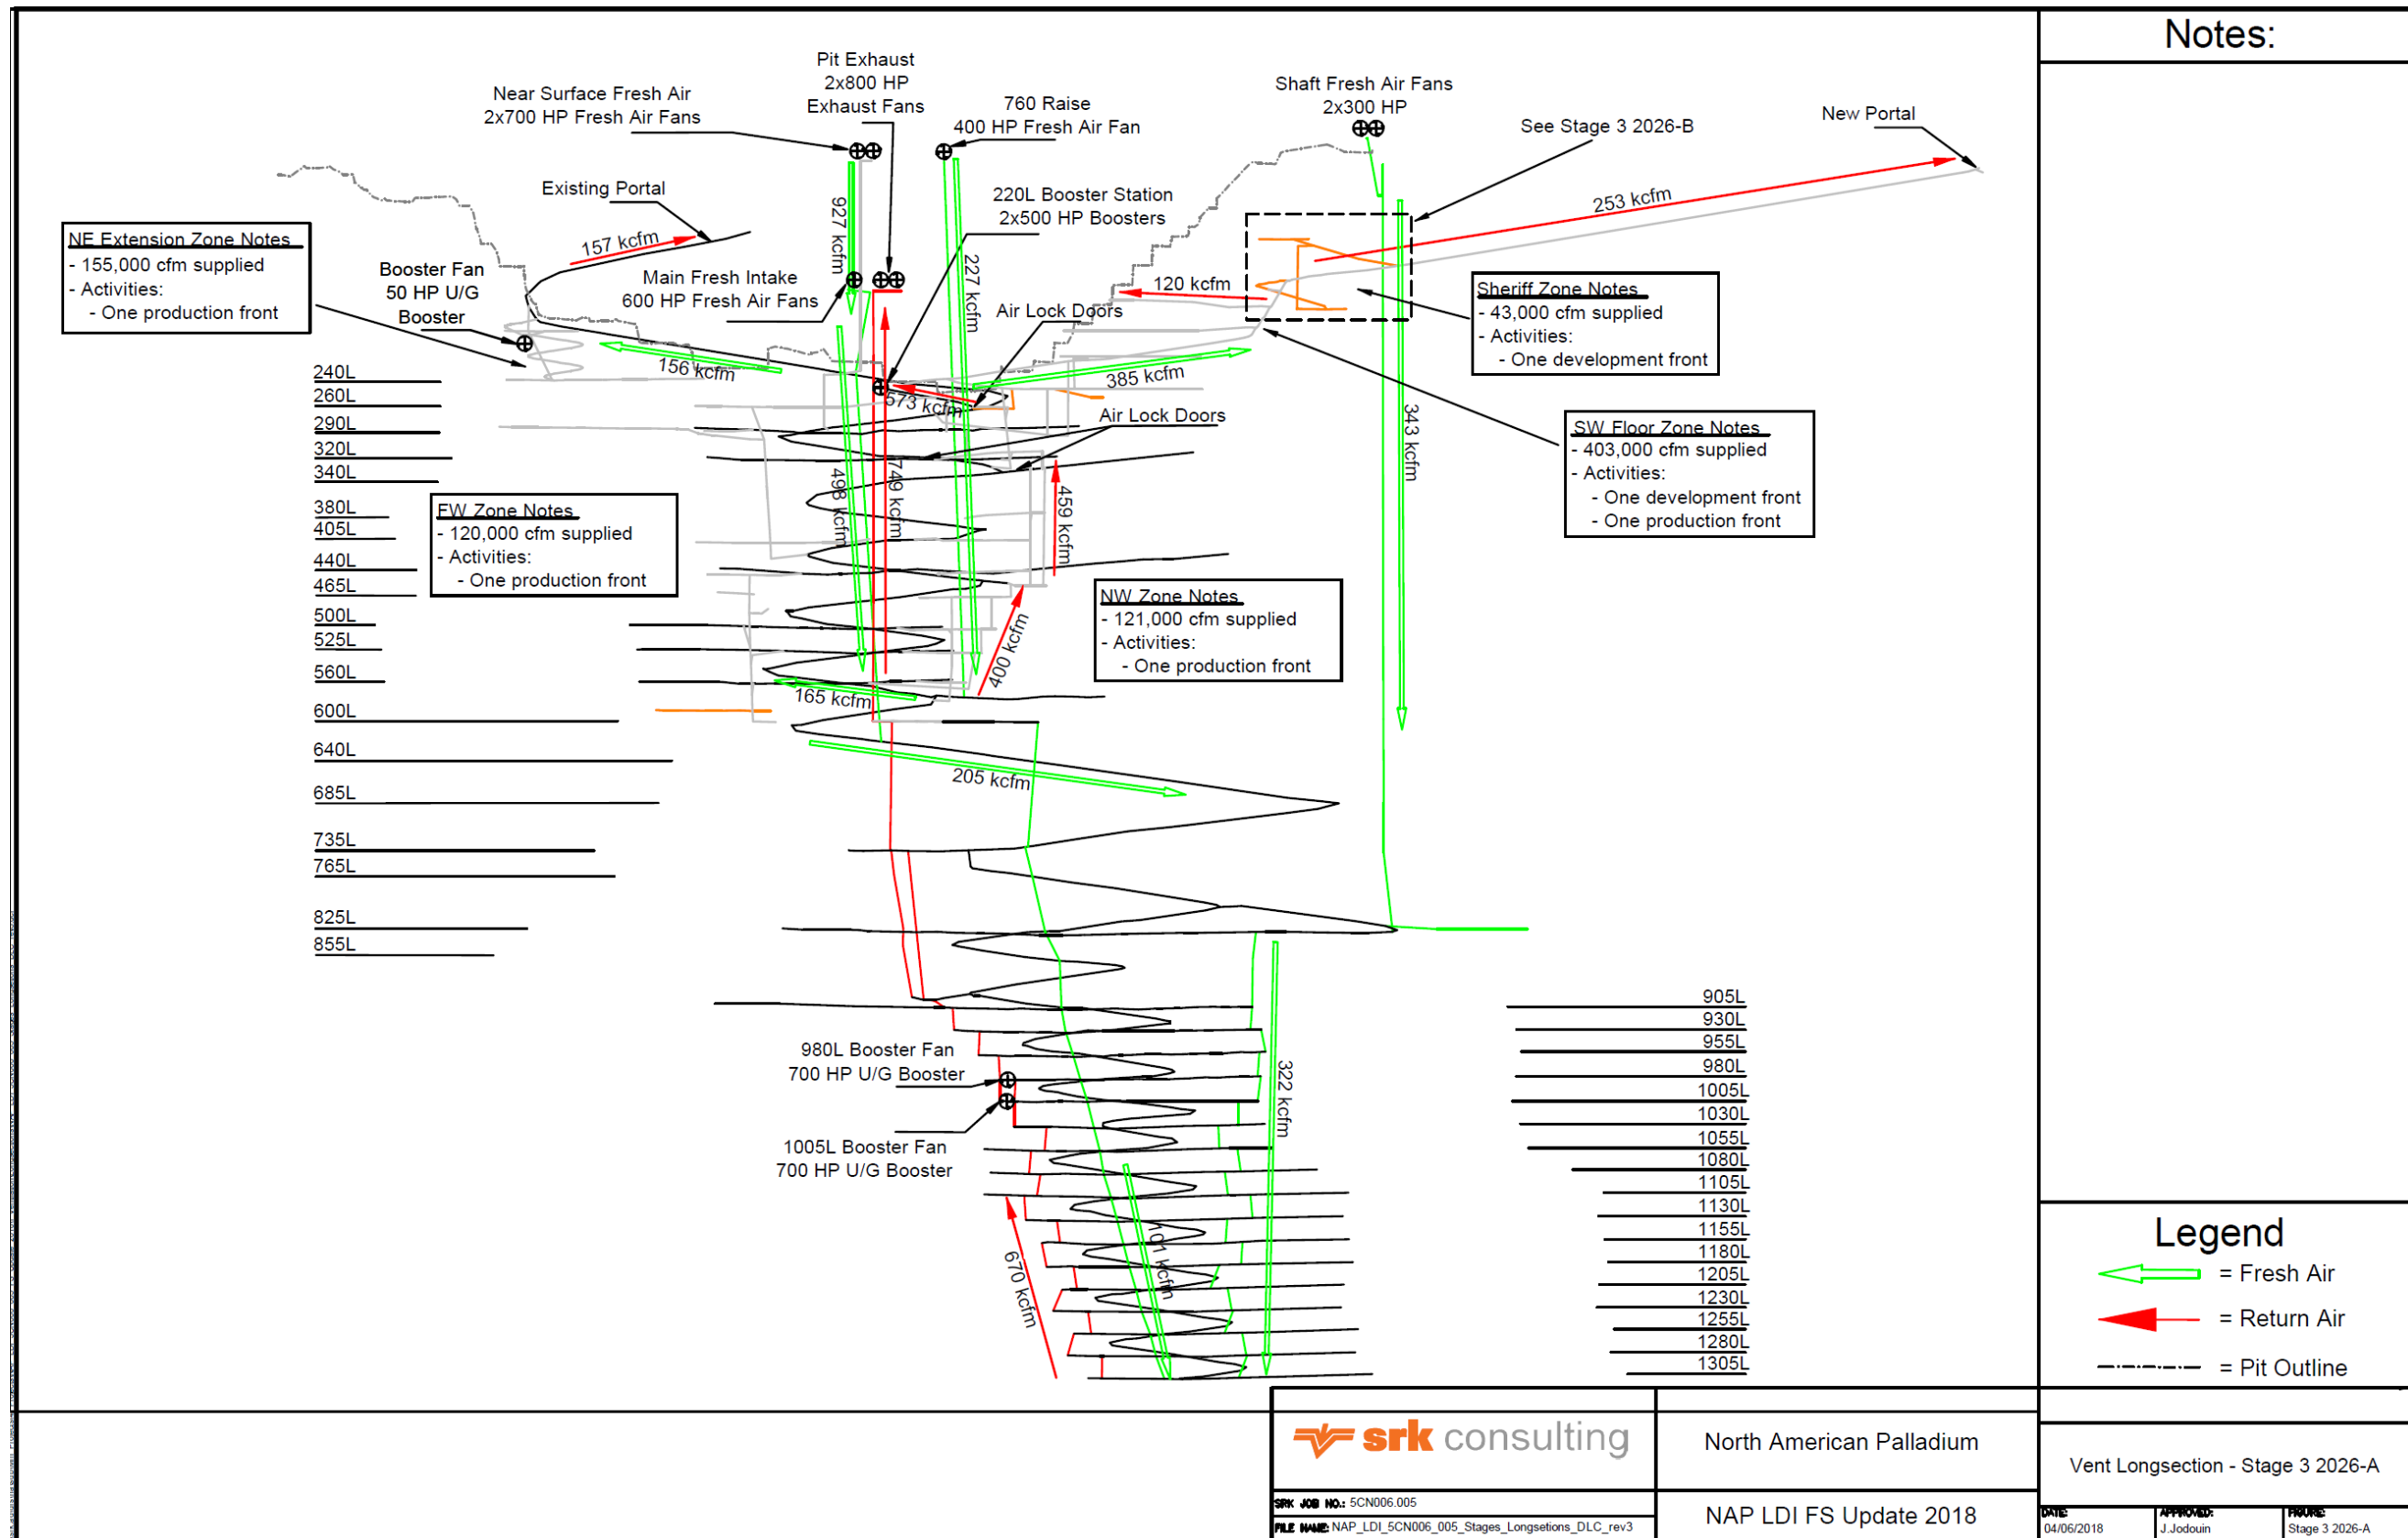 Notes:
Pit Exhaust
2x800 HP
Exhaust Fans
Near Surface Fresh Air
2x700 HP Fresh Air Fans
760 Raise
400 HP Fresh Air Fan
Shaft Fresh Air Fans
2x300 HP
See Stage 3 2026-B
New Portal
Existing Portal
220L Booster Station
2x500 HP Boosters
253 kcfm
927 kcfm
157 kcfm
NE Extension Zone Notes
- 155,000 cfm supplied
- Activities:
- One production front
Booster Fan
50 HP U/G
Booster
Main Fresh Intake
600 HP Fresh Air Fans
227 kcfm
120 kcfm
Air Lock Doors
Sheriff Zone Notes
- 43,000 cfm supplied
- Activities:
- One development front
156 kcfm
385 kcfm
573 kcfm
Air Lock Doors
343 kcfm
SW Floor Zone Notes
- 403,000 cfm supplied
- Activities:
- One development front
- One production front
240L
260L
290L
320L
340L
380L
405L
440L
465L
500L
525L
560L
600L
640L
685L
735L
765L
825L
855L
498 kcfm
749 kcfm
459 kcfm
FW Zone Notes
- 120,000 cfm supplied
- Activities:
- One production front
NW Zone Notes
- 121,000 cfm supplied
- Activities:
- One production front
400 kcfm
165 kcfm
205 kcfm
905L
930L
955L
980L
1005L
1030L
1055L
1080L
1105L
1130L
1155L
1180L
1205L
1230L
1255L
1280L
1305L
980L Booster Fan
700 HP U/G Booster
1005L Booster Fan
700 HP U/G Booster
322 kcfm
101 kcfm
670 kcfm
Legend
= Fresh Air
= Return Air
= Pit Outline
srk consulting
SRK JOB NO.: 5CN006.005
FILE NAME: NAP_LDI_5CN006_005_Stages_Longsetions_DLC_rev3
North American Palladium
NAP LDI FS Update 2018
Vent Longsection - Stage 3 2026-A
DATE:
04/06/2018
APPROVED:
J.Jodouin
FIGURE:
Stage 3 2026-A